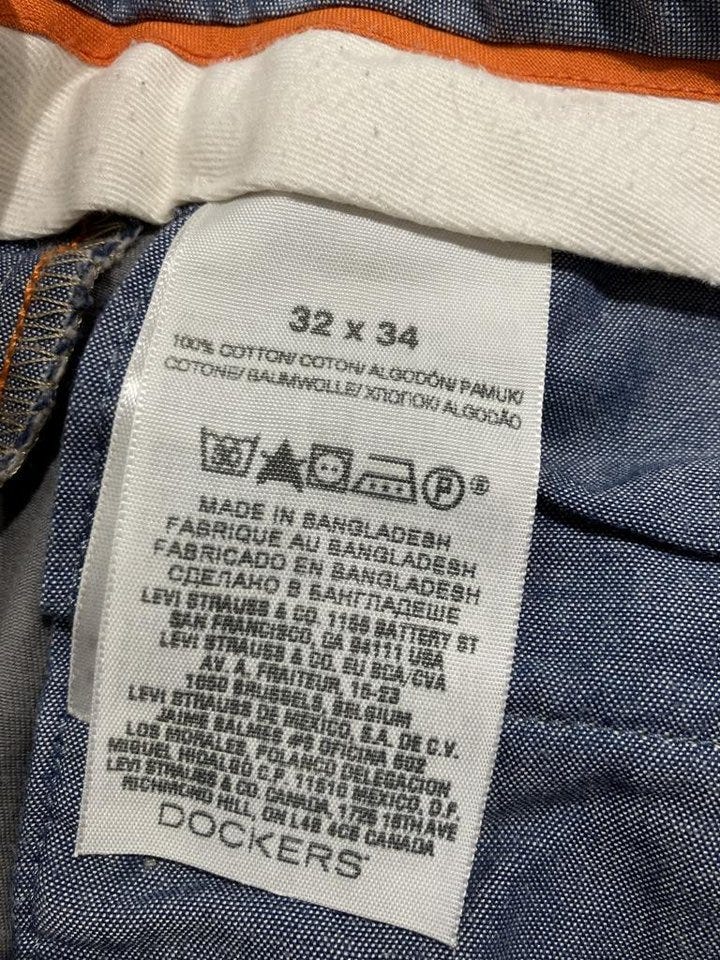 32 x 34
100% COTTON/ COTON/ ALGODÓN/ PAMUK/
COTONE/ BAUMWOLLE/ ХЛОПОК/ ALGODÃO
P ®
MADE IN BANGLADESH
FABRIQUE AU BANGLADESH
FABRICADO EN BANGLADESH
СДЕЛАНО В БАНГЛАДЕШЕ
LEVI STRAUSS & CO. 1155 BATTERY ST
SAN FRANCISCO, CA 94111 USA
LEVI STRAUSS & CO. EU SCA/CVA
AV. A. FRAITEUR, 15-23
1050 BRUSSELS, BELGIUM
LEVI STRAUSS DE MEXICO, S.A. DE C.V.
JAIME BALMES #8 OFICINA 602
LOS MORALES, POLANCO DELEGACION
MIGUEL HIDALGO C.P. 11510 MEXICO, D.F.
LEVI STRAUSS & CO. CANADA, 1725 16TH AVE
RICHMOND HILL, ON L4B 4C6 CANADA
DOCKERS